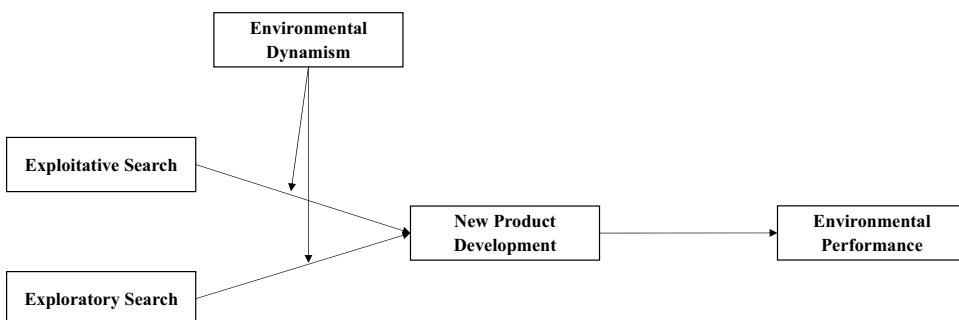 Environmental
Dynamism
Exploitative Search
New Product
Development
Environmental
Performance
Exploratory Search